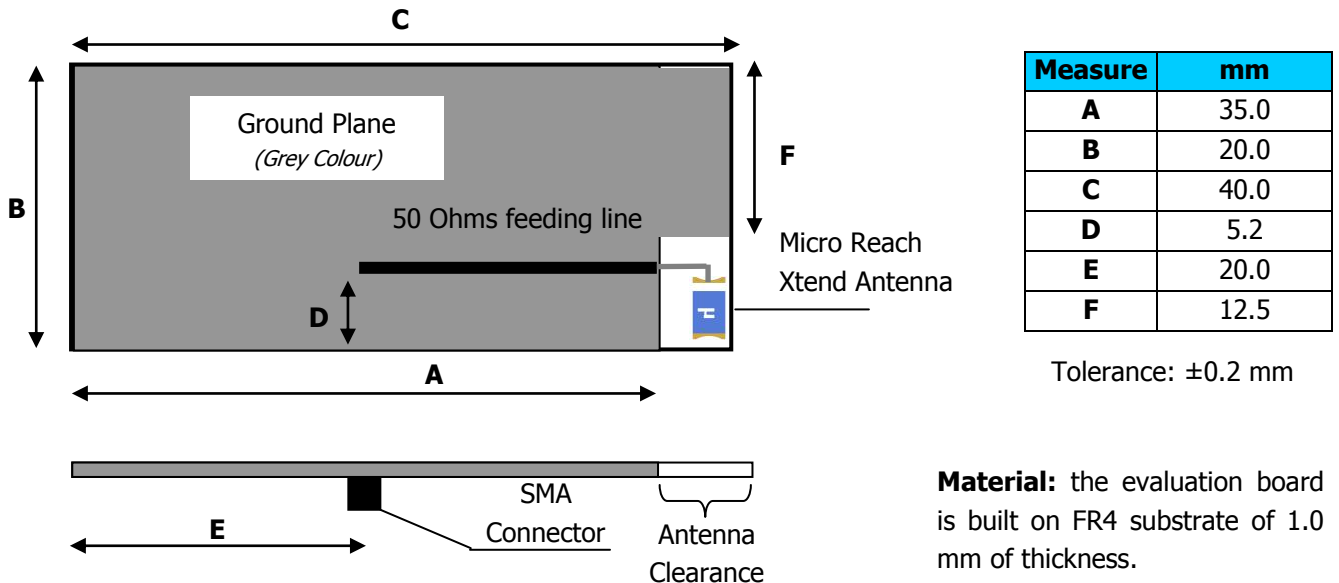 C
Ground Plane
(Grey Colour)
B
F
50 Ohms feeding line
Micro Reach
Xtend Antenna
D
A
SMA
Connector
E
Antenna
Clearance
Measure mm
A 35.0
B 20.0
C 40.0
D 5.2
E 20.0
F 12.5
Tolerance: ±0.2 mm
Material: the evaluation board
is built on FR4 substrate of 1.0
mm of thickness.